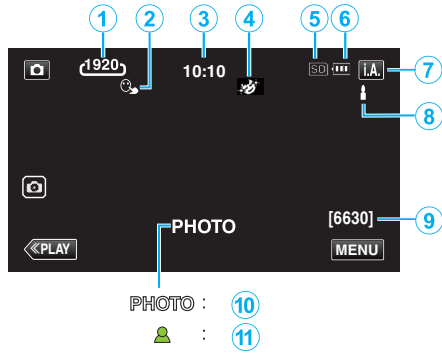 1 2 3 4 5 6
1920 10:10 SD i.A. 7
8
[6630] 9
PHOTO
≪PLAY MENU
PHOTO : 10
: 11